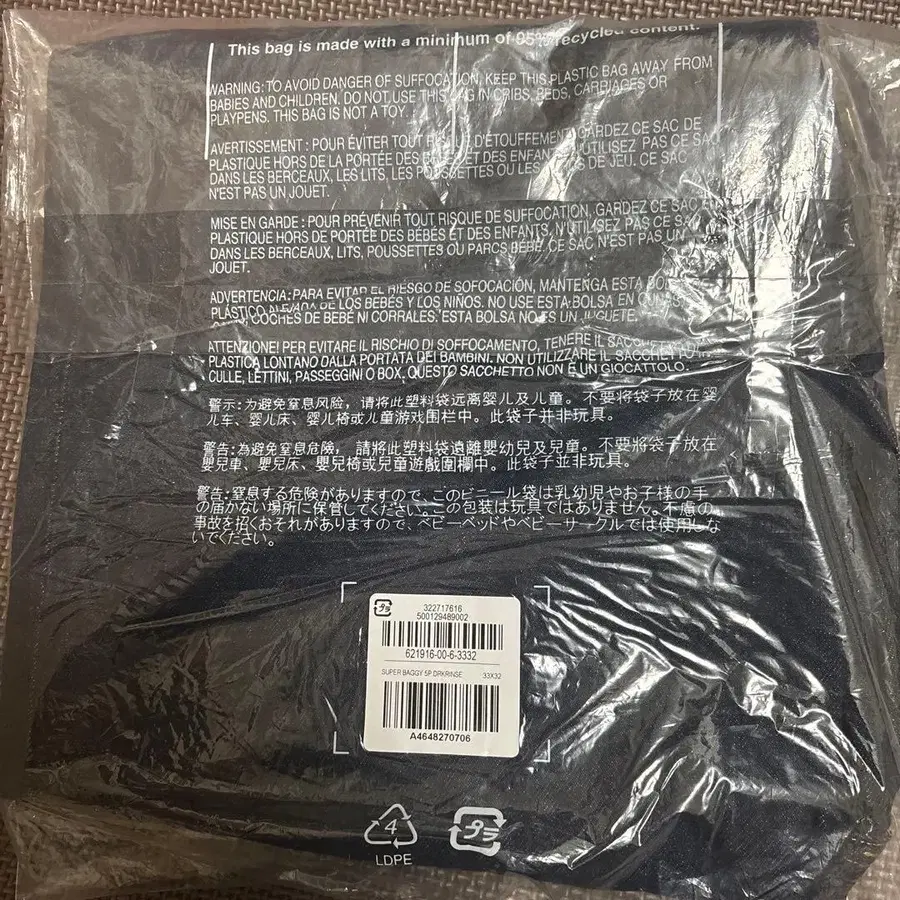 This bag is made with a minimum of 95% recycled content.
WARNING: TO AVOID DANGER OF SUFFOCATION, KEEP THIS PLASTIC BAG AWAY FROM
BABIES AND CHILDREN. DO NOT USE THIS BAG IN CRIBS, BEDS, CARRIAGES OR
PLAYPENS. THIS BAG IS NOT A TOY.
AVERTISSEMENT : POUR ÉVITER TOUT RISQUE D'ÉTOUFFEMENT, GARDEZ CE SAC DE
PLASTIQUE HORS DE LA PORTÉE DES BÉBÉS ET DES ENFANTS. N'UTILISEZ PAS CE SAC
DANS LES BERCEAUX, LES LITS, LES POUSSETTES OU LES PARCS DE JEU. CE SAC
N'EST PAS UN JOUET.
MISE EN GARDE : POUR PRÉVENIR TOUT RISQUE DE SUFFOCATION, GARDEZ CE SAC
PLASTIQUE HORS DE PORTÉE DES BÉBÉS ET DES ENFANTS, N'UTILISEZ PAS CE SAC
DANS LES BERCEAUX, LITS, POUSSETTES OU PARCS BÉBÉ. CE SAC N'EST PAS UN
JOUET.
ADVERTENCIA: PARA EVITAR EL RIESGO DE SOFOCACIÓN, MANTENGA ESTA BOLSA
PLÁSTICO ALEJADA DE LOS BEBÉS Y LOS NIÑOS. NO USE ESTA BOLSA EN CUNAS,
COCHES DE BEBÉ NI CORRALES. ESTA BOLSA NO ES UN JUGUETE.
ATTENZIONE! PER EVITARE IL RISCHIO DI SOFFOCAMENTO, TENERE IL SACCHETTO
PLASTICA LONTANO DALLA PORTATA DEI BAMBINI. NON UTILIZZARE IL SACCHETTO
CULLE, LETTINI, PASSEGGINI O BOX. QUESTO SACCHETTO NON È UN GIOCATTOLO.
警示:为避免窒息风险，请将此塑料袋远离婴儿及儿童。不要将袋子放在婴
儿车、婴儿床、婴儿椅或儿童游戏围栏中。此袋子并非玩具。
警告:為避免窒息危險，請將此塑料袋遠離嬰幼兒及兒童。不要將袋子放在
嬰兒車、嬰兒床、嬰兒椅或兒童遊戲圍欄中。此袋子並非玩具。
警告:窒息する危険がありますので、このビニール袋は乳幼児やお子様の手
の届かない場所に保管してください。この包装は玩具ではありません。不慮の
事故を招くおそれがありますので、ベビーベッドやベビーサークルでは使用しな
いでください。
プラ
322717616
500129489002
621916-00-6-3332
SUPER BAGGY 5P DRKRINSE 33X32
A4648270706
4
LDPE
プラ